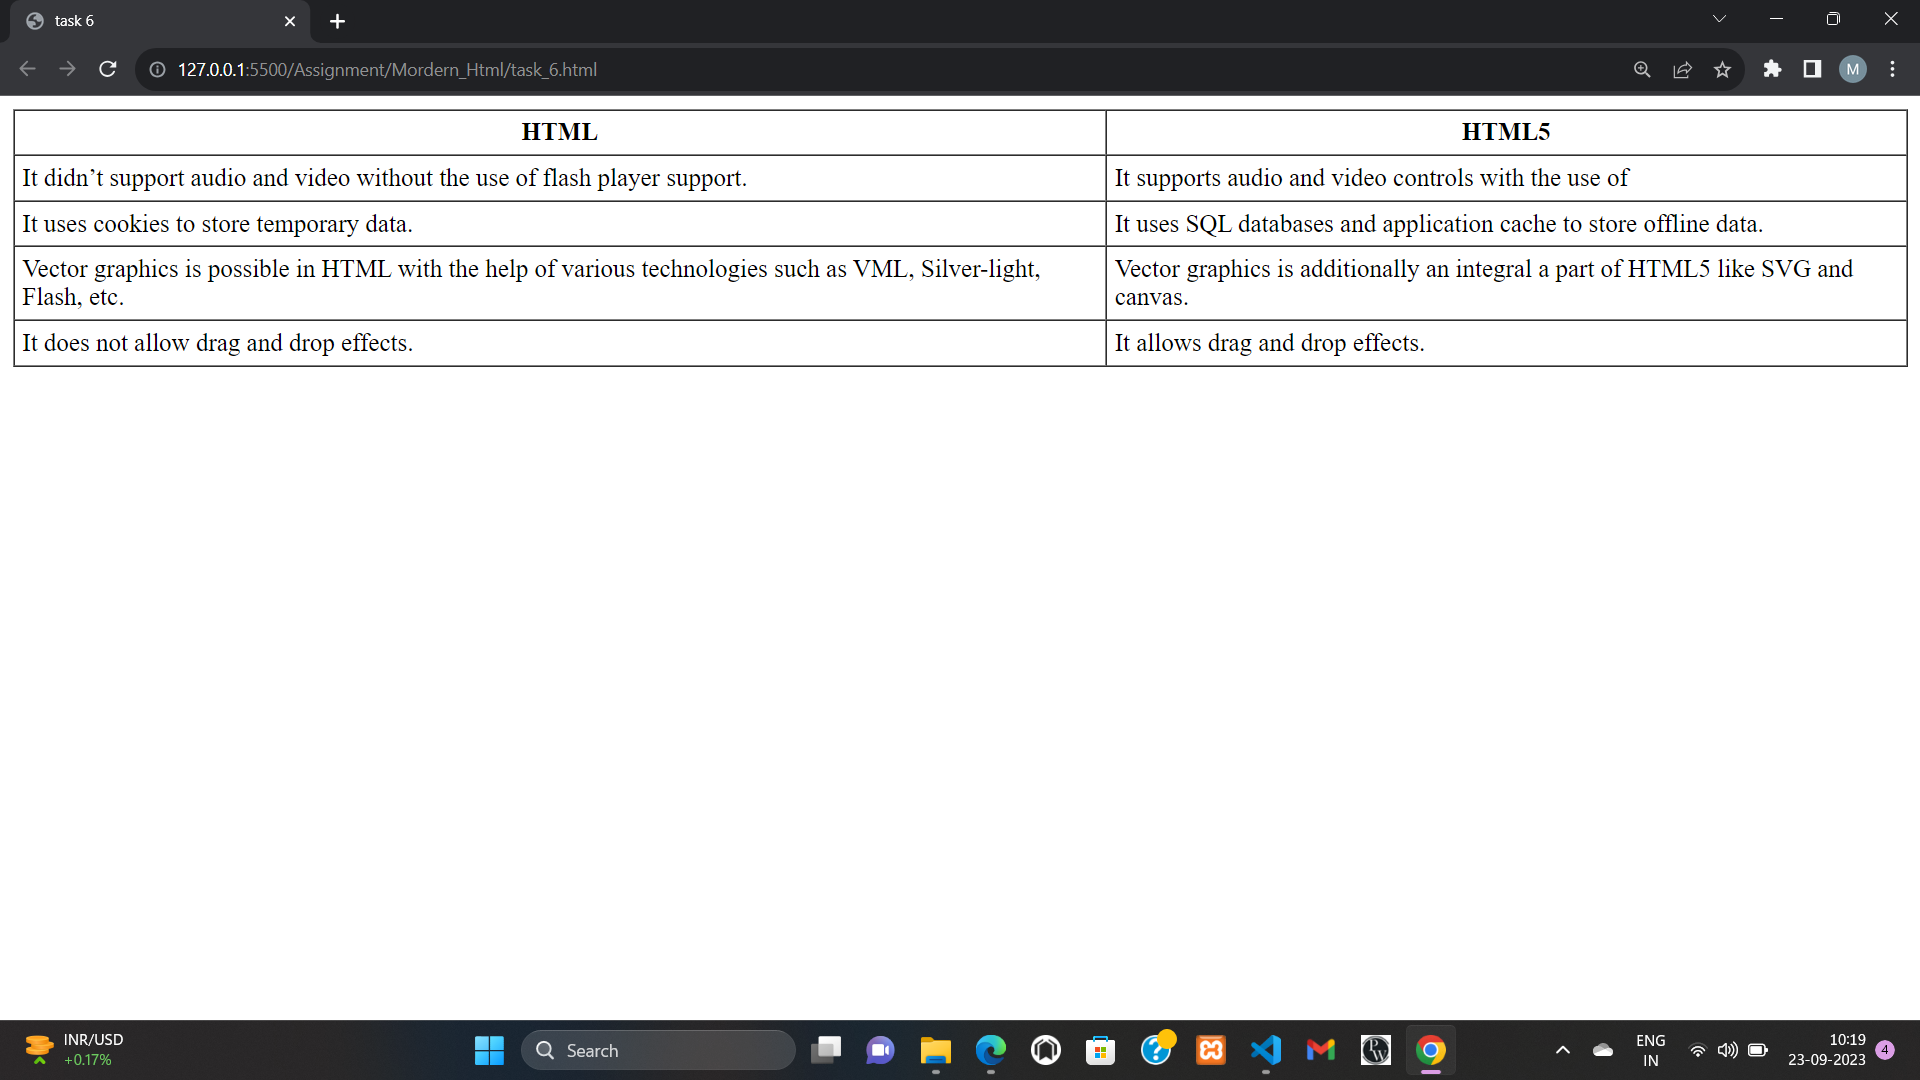 task 6
127.0.0.1:5500/Assignment/Mordern_Html/task_6.html
M
HTML
HTML5
It didn’t support audio and video without the use of flash player support.
It supports audio and video controls with the use of
It uses cookies to store temporary data.
It uses SQL databases and application cache to store offline data.
Vector graphics is possible in HTML with the help of various technologies such as VML, Silver-light,
Flash, etc.
Vector graphics is additionally an integral a part of HTML5 like SVG and
canvas.
It does not allow drag and drop effects.
It allows drag and drop effects.
INR/USD
+0.17%
Search
PW
ENG
IN
10:19
23-09-2023
4